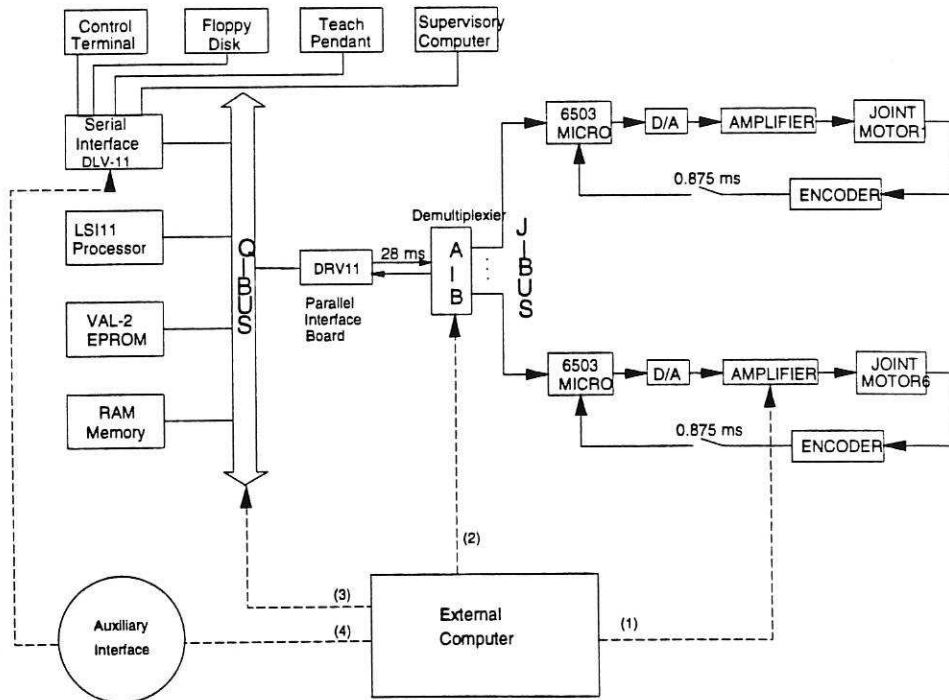 Control
Terminal
Floppy
Disk
Teach
Pendant
Supervisory
Computer
Serial
Interface
DLV-11
LSI11
Processor
VAL-2
EPROM
RAM
Memory
Q-BUS
DRV11
Parallel
Interface
Board
28 ms
Demultiplexier
AIB
J-BUS
6503
MICRO
D/A
AMPLIFIER
JOINT
MOTOR1
0.875 ms
ENCODER
6503
MICRO
D/A
AMPLIFIER
JOINT
MOTOR6
0.875 ms
ENCODER
(2)
(3)
(4)
(1)
Auxiliary
Interface
External
Computer